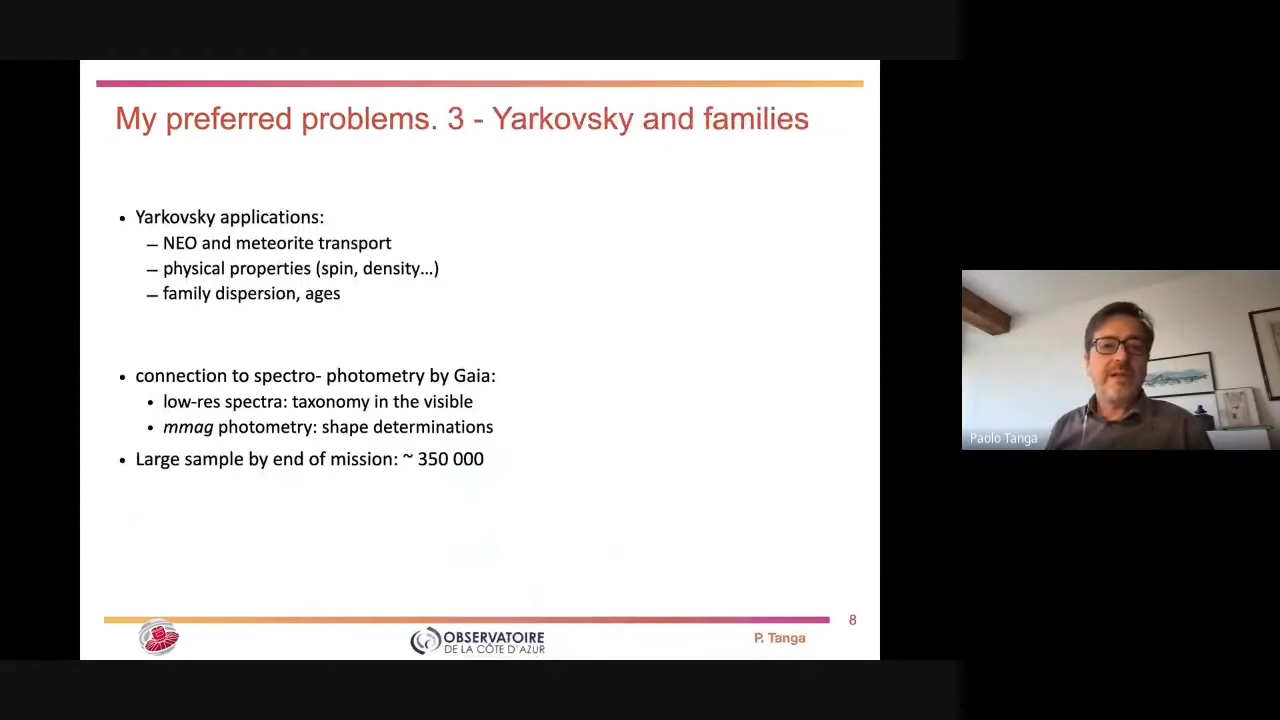 My preferred problems. 3 - Yarkovsky and families
• Yarkovsky applications:
– NEO and meteorite transport
– physical properties (spin, density…)
– family dispersion, ages
• connection to spectro- photometry by Gaia:
• low-res spectra: taxonomy in the visible
• mmag photometry: shape determinations
• Large sample by end of mission: ~ 350 000
Paolo Tanga
8
OBSERVATOIRE
DE LA CÔTE D'AZUR
P. Tanga